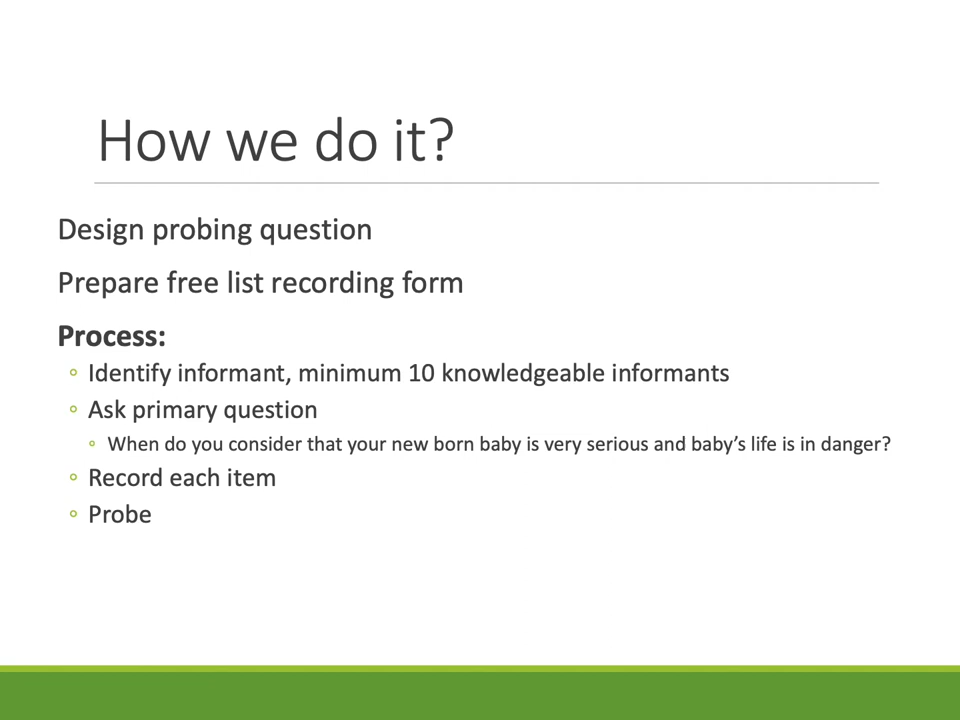 How we do it?
Design probing question
Prepare free list recording form
Process:
◦ Identify informant, minimum 10 knowledgeable informants
◦ Ask primary question
◦ When do you consider that your new born baby is very serious and baby’s life is in danger?
◦ Record each item
◦ Probe